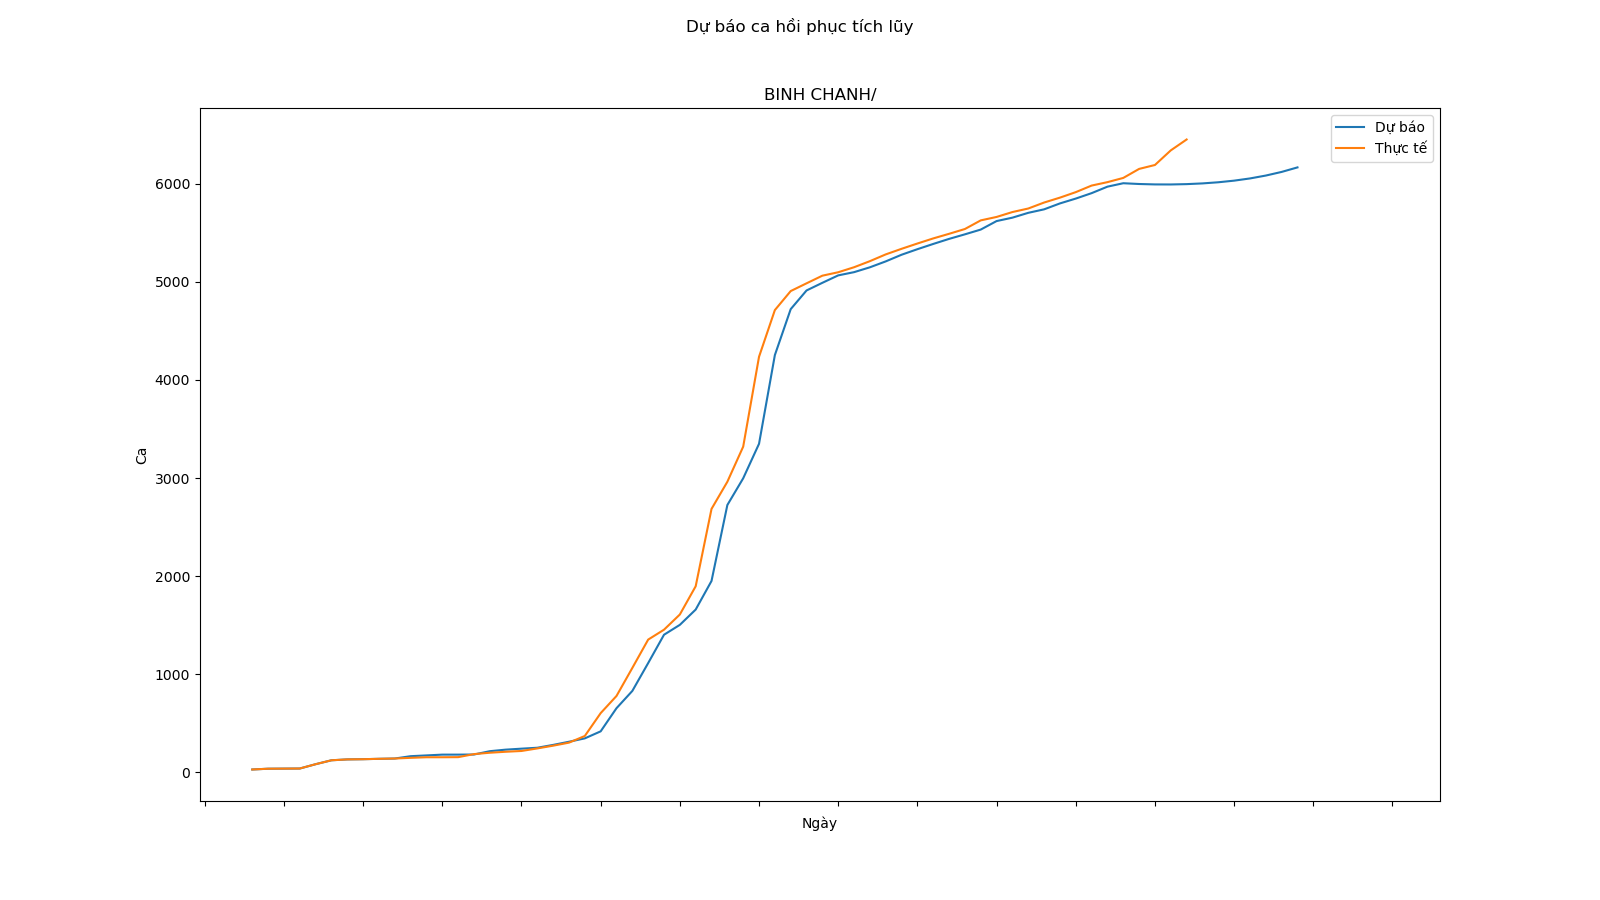 Dự báo ca hồi phục tích lũy
BINH CHANH/
Dự báo
Thực tế
6000
5000
4000
3000
2000
1000
0
Ca
Ngày